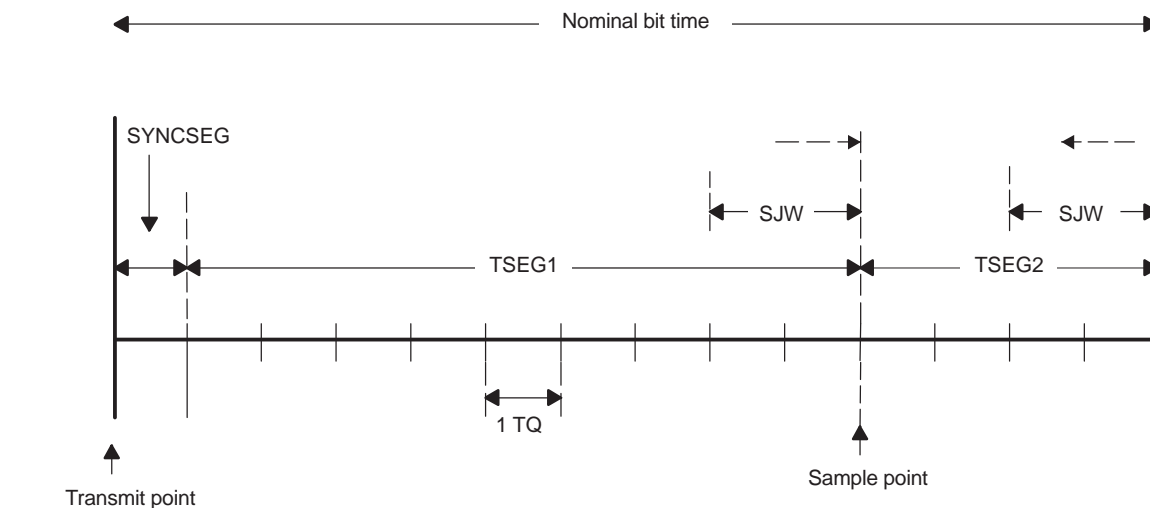 Nominal bit time
SYNCSEG
SJW
SJW
TSEG1
TSEG2
1 TQ
Sample point
Transmit point